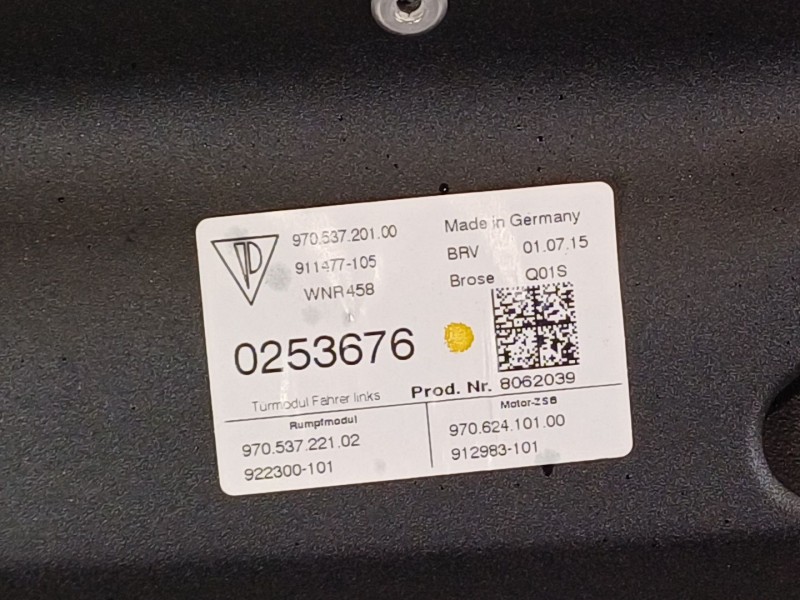 970.537.201.00
911477-105
WNR458
Made in Germany
BRV 01.07.15
Brose Q01S
0253676
Turmodul Fahrer links
Prod. Nr. 8062039
Rumpfmodul
970.537.221.02
922300-101
Motor-ZSB
970.624.101.00
912983-101